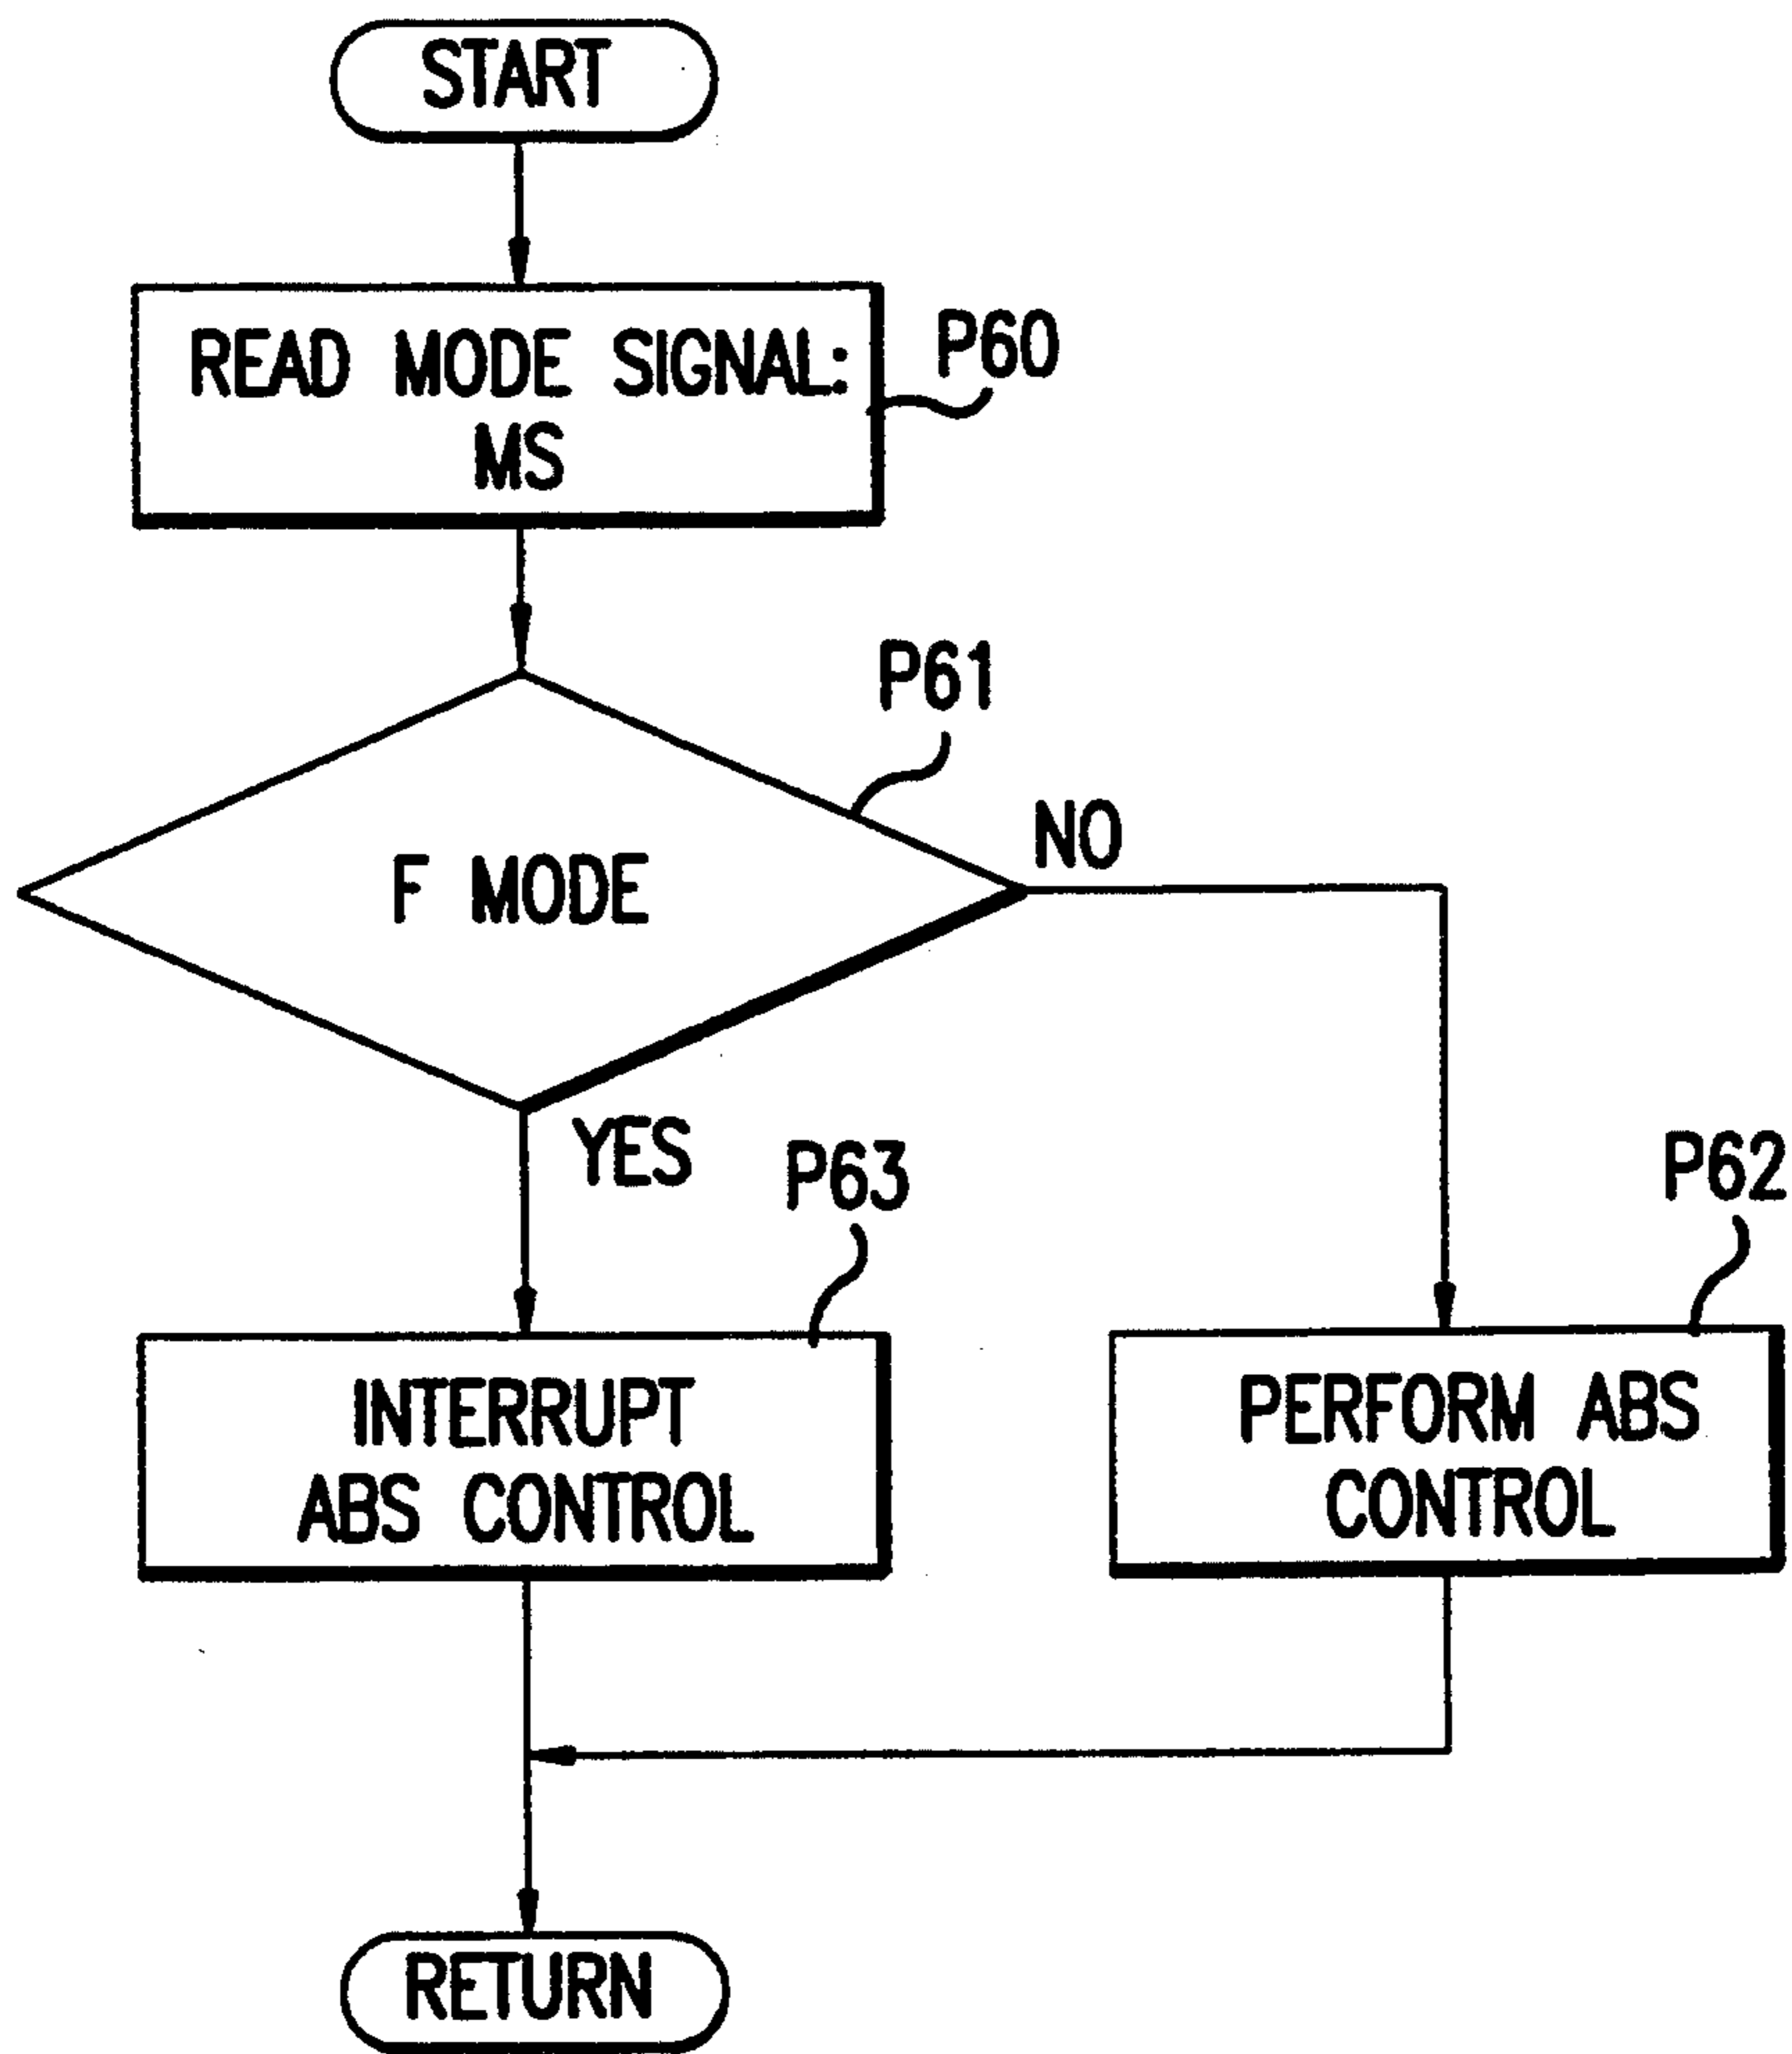 START
READ MODE SIGNAL:
MS
P60
P61
F MODE
NO
YES
P63
P62
INTERRUPT
ABS CONTROL
PERFORM ABS
CONTROL
RETURN